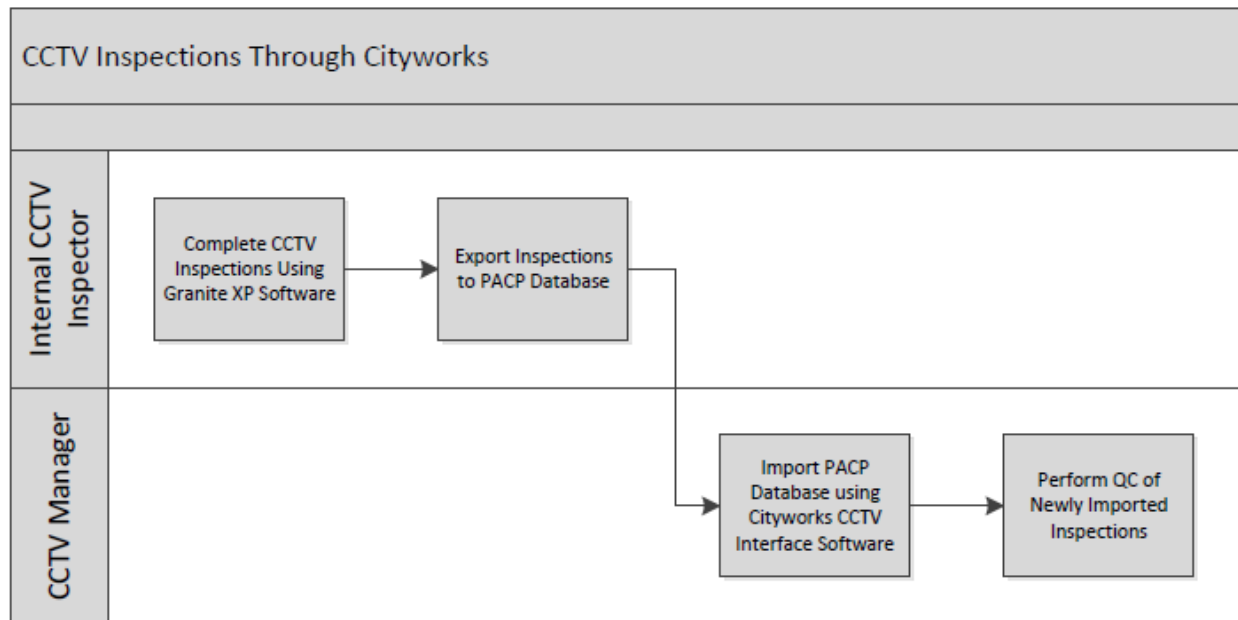 CCTV Inspections Through Cityworks
Internal CCTV
Inspector
Complete CCTV
Inspections Using
Granite XP Software
Export Inspections
to PACP Database
CCTV Manager
Import PACP
Database using
Cityworks CCTV
Interface Software
Perform QC of
Newly Imported
Inspections